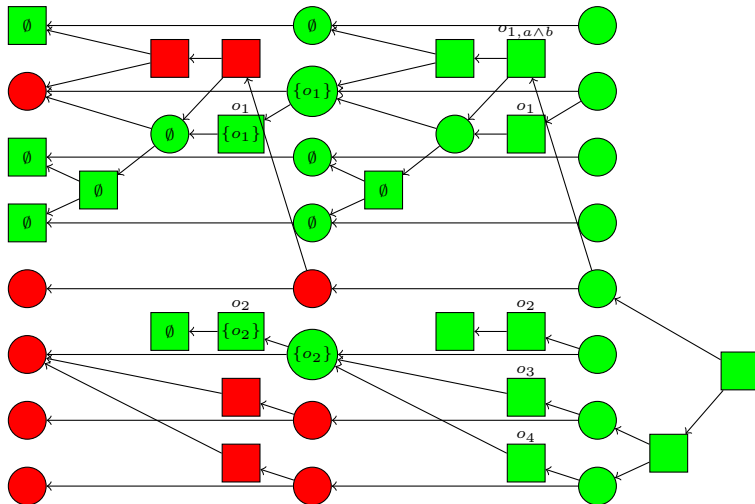 ∅ ∅
o₁,ₐ∧b
{o₁}
o₁ o₁
∅ {o₁}
∅
∅ ∅
∅
o₂ o₂
∅ {o₂}
{o₂}
o₃
o₄